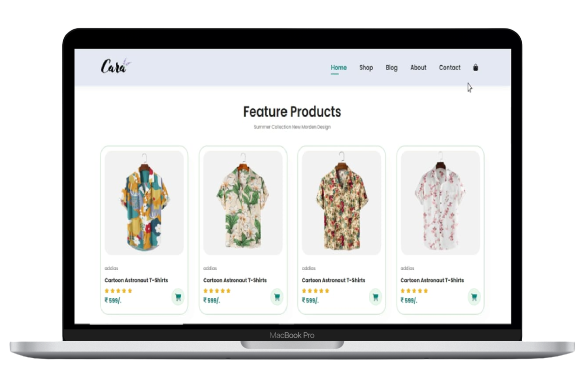 Cara
Home Shop Blog About Contact
Feature Products
Summer Collection New Modern Design
adidas adidas adidas adidas
Cartoon Astronaut T-Shirts Cartoon Astronaut T-Shirts Cartoon Astronaut T-Shirts Cartoon Astronaut T-Shirts
₹ 599/. ₹ 599/. ₹ 599/. ₹ 599/.
MacBook Pro